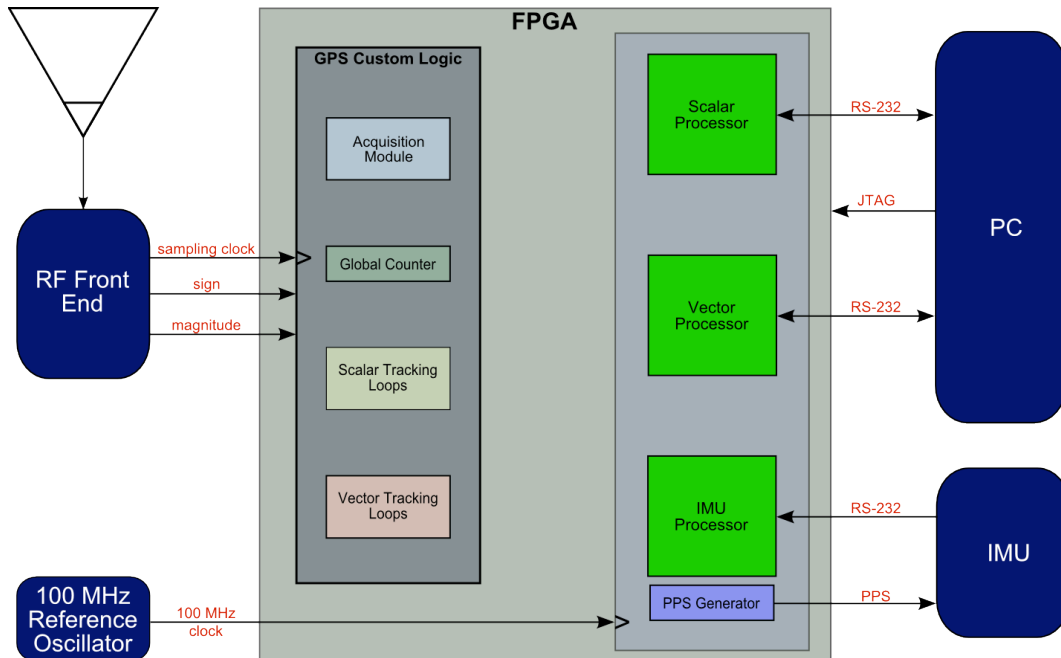 FPGA
GPS Custom Logic
Acquisition
Module
Global Counter
Scalar Tracking
Loops
Vector Tracking
Loops
RF Front
End
sampling clock
sign
magnitude
100 MHz
Reference
Oscillator
100 MHz
clock
Scalar
Processor
Vector
Processor
IMU
Processor
PPS Generator
RS-232
JTAG
RS-232
RS-232
PPS
PC
IMU